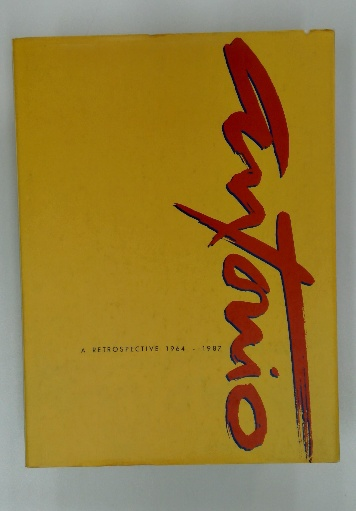 antonio
A RETROSPECTIVE 1964 - 1987